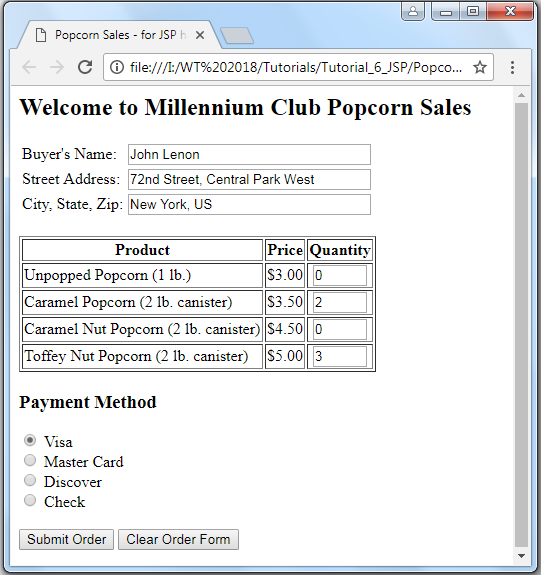 Popcorn Sales - for JSP h
file:///I:/WT%202018/Tutorials/Tutorial_6_JSP/Popco...
Welcome to Millennium Club Popcorn Sales
Buyer's Name: John Lenon
Street Address: 72nd Street, Central Park West
City, State, Zip: New York, US
Product Price Quantity
Unpopped Popcorn (1 lb.) $3.00 0
Caramel Popcorn (2 lb. canister) $3.50 2
Caramel Nut Popcorn (2 lb. canister) $4.50 0
Toffey Nut Popcorn (2 lb. canister) $5.00 3
Payment Method
Visa
Master Card
Discover
Check
Submit Order Clear Order Form